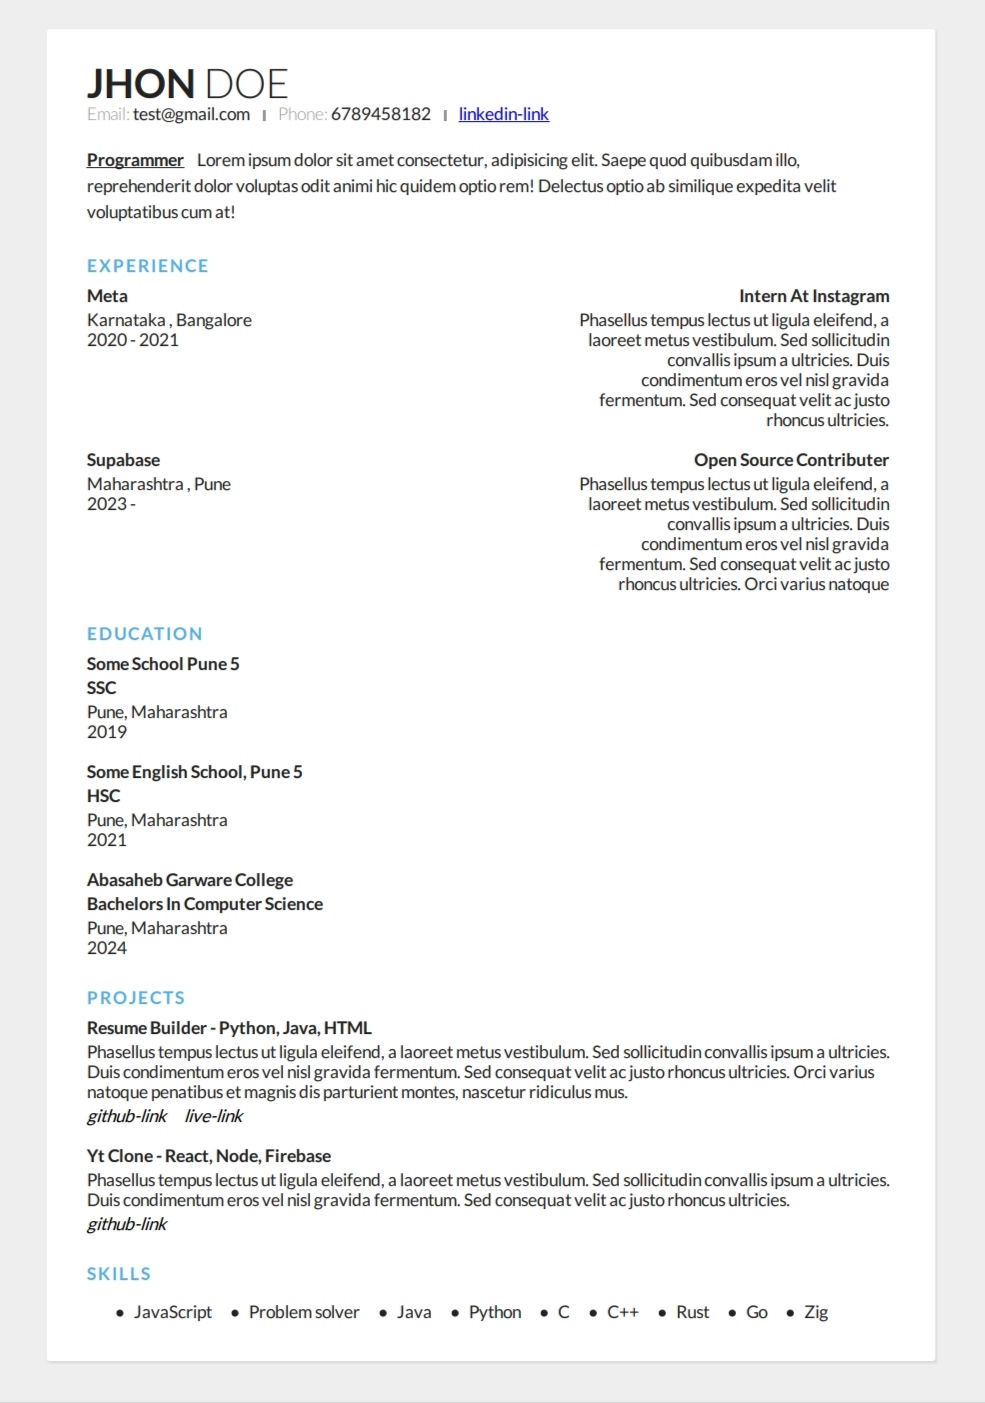 JHON DOE
Email: test@gmail.com | Phone: 6789458182 | linkedin-link
Programmer Lorem ipsum dolor sit amet consectetur, adipisicing elit. Saepe quod quibusdam illo,
reprehenderit dolor voluptas odit animi hic quidem optio rem! Delectus optio ab similique expedita velit
voluptatibus cum at!
EXPERIENCE
Meta
Karnataka , Bangalore
2020 - 2021
Intern At Instagram
Phasellus tempus lectus ut ligula eleifend, a
laoreet metus vestibulum. Sed sollicitudin
convallis ipsum a ultricies. Duis
condimentum eros vel nisl gravida
fermentum. Sed consequat velit ac justo
rhoncus ultricies.
Supabase
Maharashtra , Pune
2023 -
Open Source Contributer
Phasellus tempus lectus ut ligula eleifend, a
laoreet metus vestibulum. Sed sollicitudin
convallis ipsum a ultricies. Duis
condimentum eros vel nisl gravida
fermentum. Sed consequat velit ac justo
rhoncus ultricies. Orci varius natoque
EDUCATION
Some School Pune 5
SSC
Pune, Maharashtra
2019
Some English School, Pune 5
HSC
Pune, Maharashtra
2021
Abasaheb Garware College
Bachelors In Computer Science
Pune, Maharashtra
2024
PROJECTS
Resume Builder - Python, Java, HTML
Phasellus tempus lectus ut ligula eleifend, a laoreet metus vestibulum. Sed sollicitudin convallis ipsum a ultricies.
Duis condimentum eros vel nisl gravida fermentum. Sed consequat velit ac justo rhoncus ultricies. Orci varius
natoque penatibus et magnis dis parturient montes, nascetur ridiculus mus.
github-link live-link
Yt Clone - React, Node, Firebase
Phasellus tempus lectus ut ligula eleifend, a laoreet metus vestibulum. Sed sollicitudin convallis ipsum a ultricies.
Duis condimentum eros vel nisl gravida fermentum. Sed consequat velit ac justo rhoncus ultricies.
github-link
SKILLS
• JavaScript • Problem solver • Java • Python • C • C++ • Rust • Go • Zig